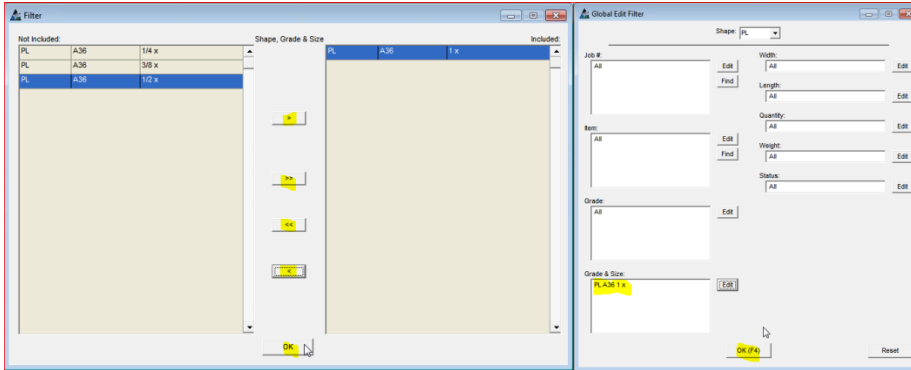 Filter
Not Included:
Shape, Grade & Size
Included:
PL A36 1/4 x
PL A36 3/8 x
PL A36 1/2 x
PL A36 1 x
>
>>
<<
<
OK
Global Edit Filter
Shape: PL
Job #:
All
Edit
Find
Item:
All
Edit
Find
Grade:
All
Edit
Grade & Size:
PL A36 1 x
Edit
Width:
All
Edit
Length:
All
Edit
Quantity:
All
Edit
Weight:
All
Edit
Status:
All
Edit
OK (F4)
Reset